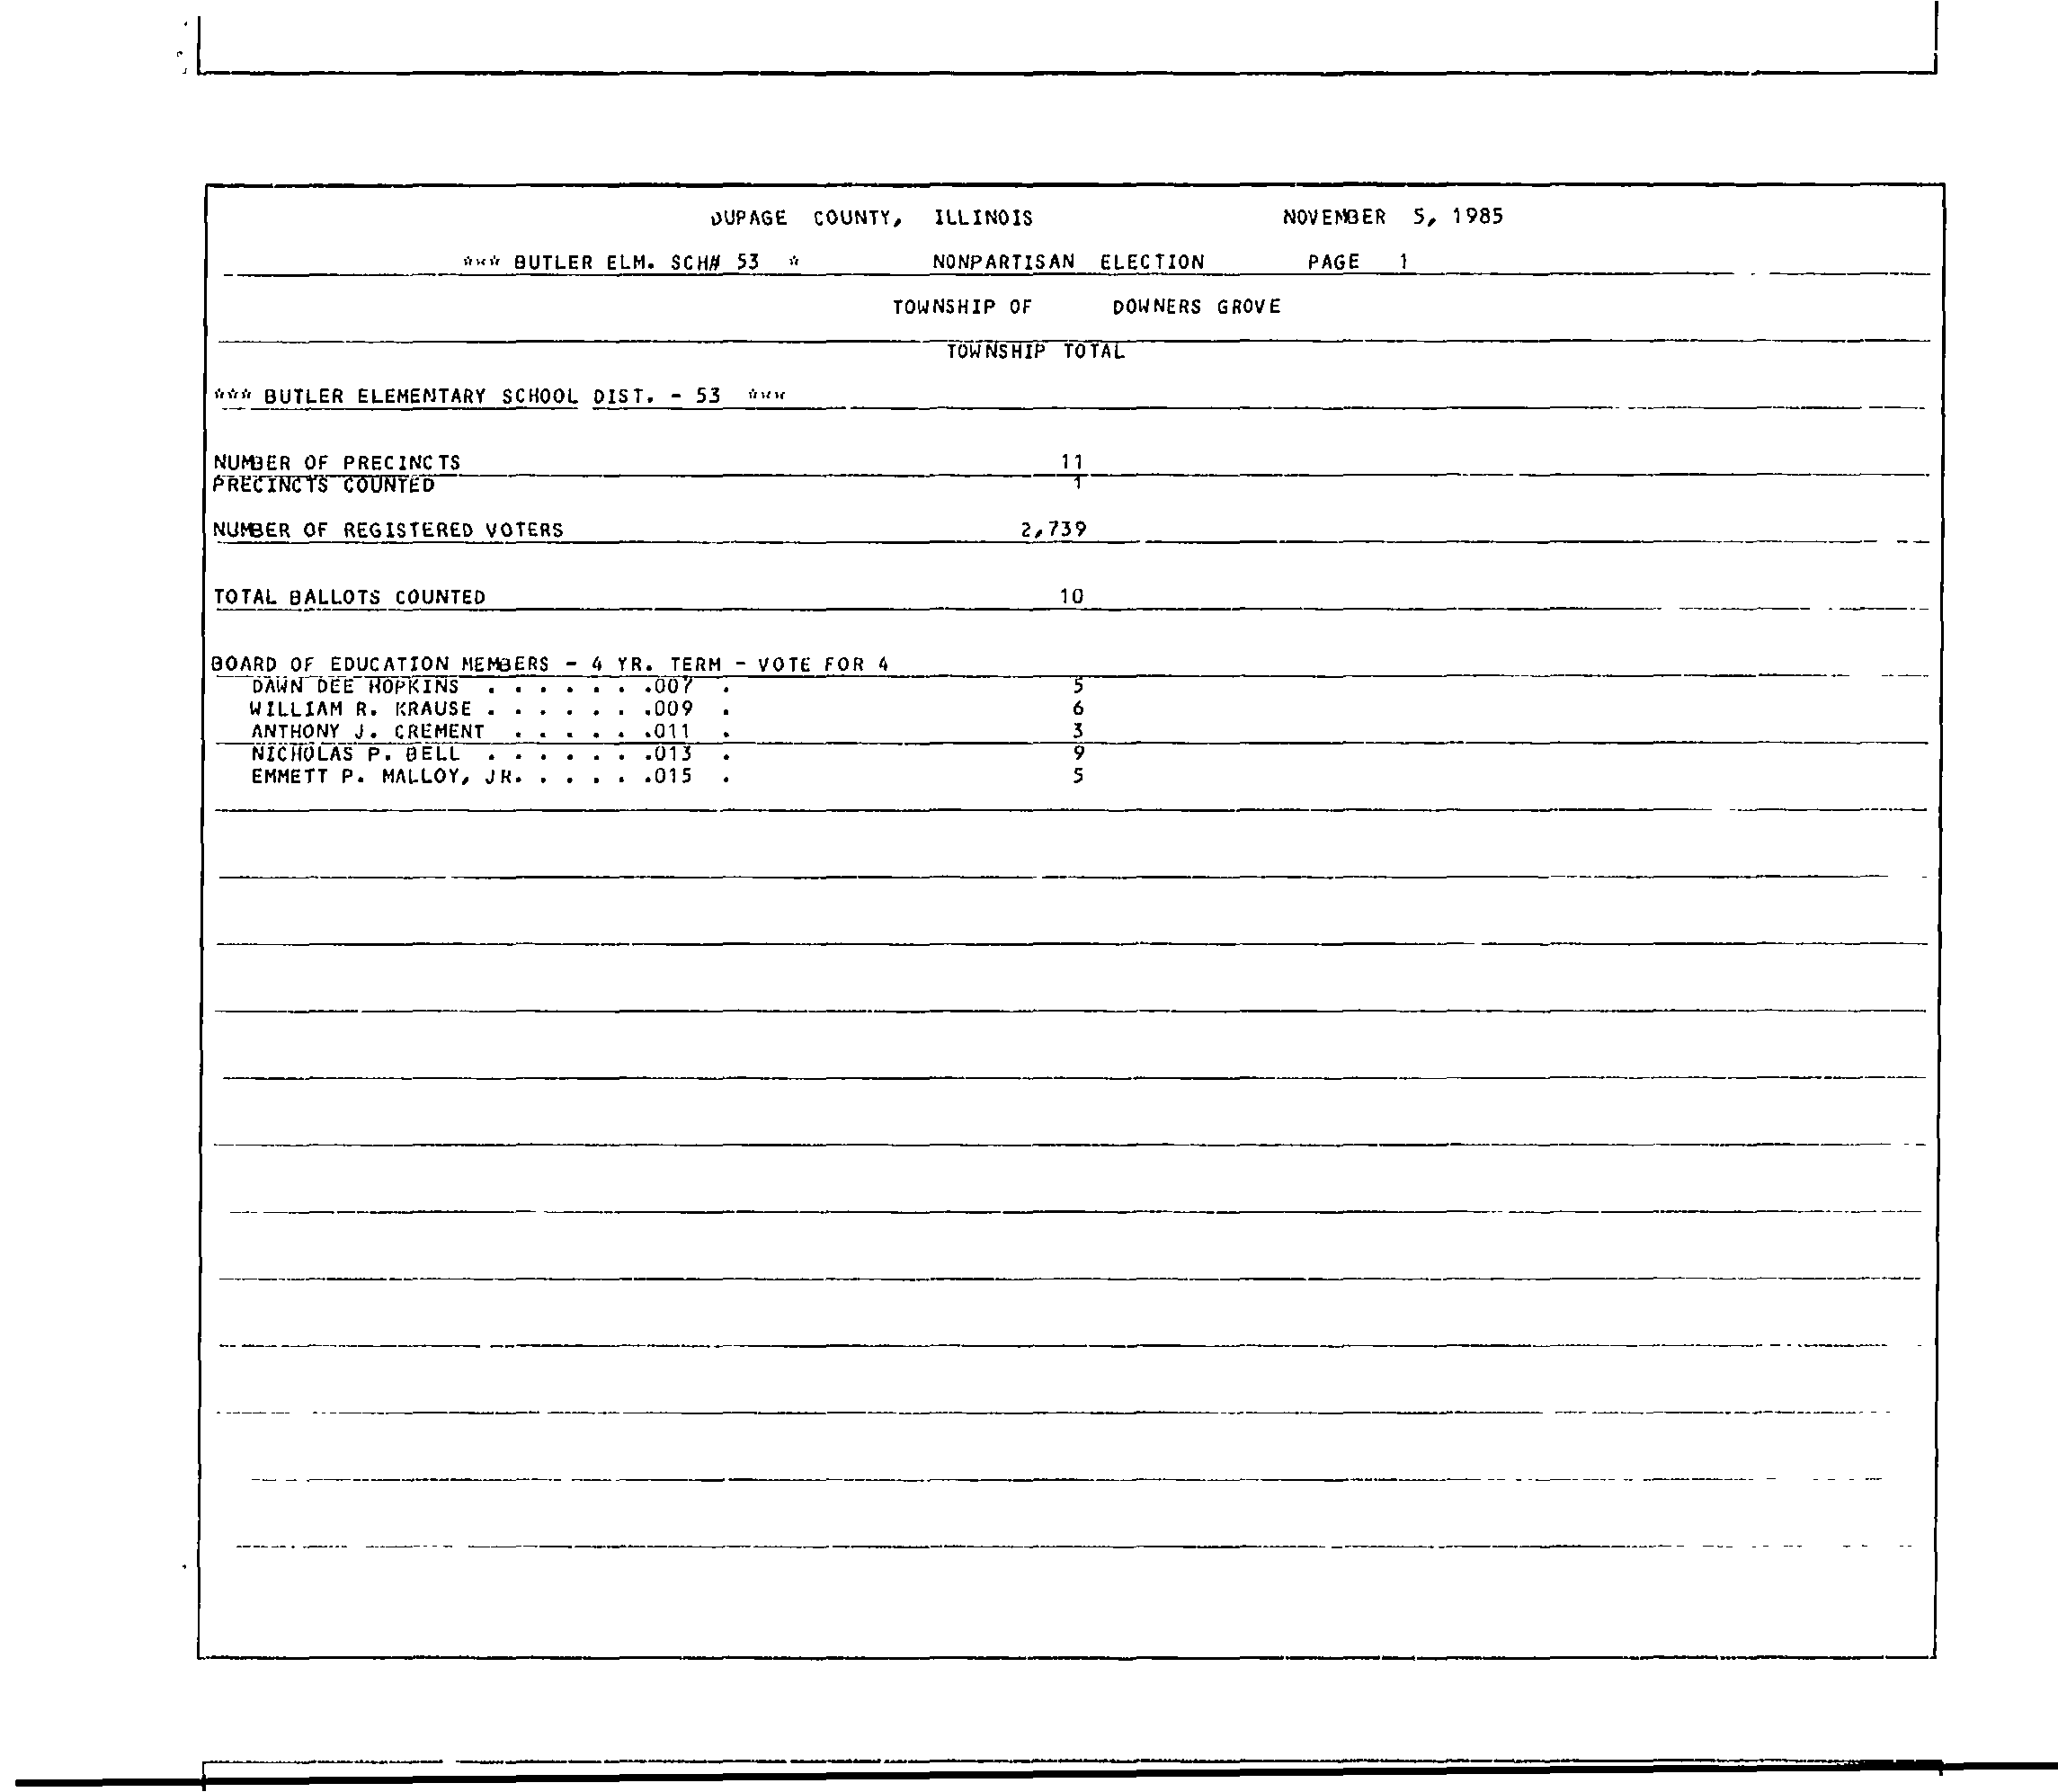 DUPAGE COUNTY, ILLINOIS NOVEMBER 5, 1985
*** BUTLER ELM. SCH# 53 * NONPARTISAN ELECTION PAGE 1
TOWNSHIP OF DOWNERS GROVE
TOWNSHIP TOTAL
*** BUTLER ELEMENTARY SCHOOL DIST. - 53 ***
NUMBER OF PRECINCTS 11
PRECINCTS COUNTED 1
NUMBER OF REGISTERED VOTERS 2,739
TOTAL BALLOTS COUNTED 10
BOARD OF EDUCATION MEMBERS - 4 YR. TERM - VOTE FOR 4
DAWN DEE HOPKINS . . . . . . .007 . 5
WILLIAM R. KRAUSE . . . . . . .009 . 6
ANTHONY J. CREMENT . . . . . .011 . 3
NICHOLAS P. BELL . . . . . . .013 . 9
EMMETT P. MALLOY, JR. . . . . .015 . 5